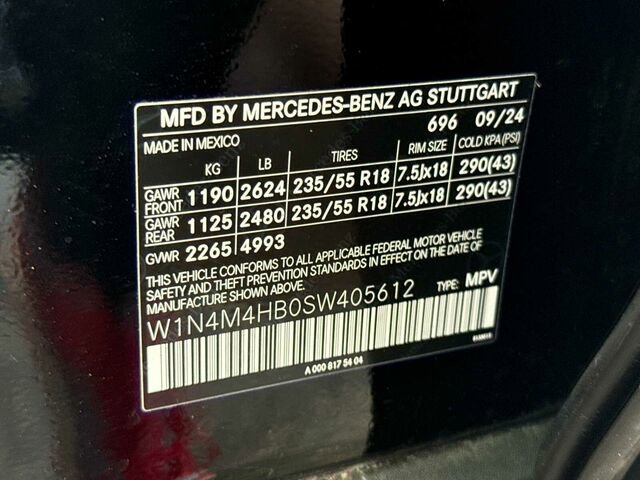 MFD BY MERCEDES-BENZ AG STUTTGART
696 09/24
MADE IN MEXICO
KG LB TIRES RIM SIZE COLD KPA(PSI)
GAWR FRONT 1190 2624 235/55 R18 7.5Jx18 290(43)
GAWR REAR 1125 2480 235/55 R18 7.5Jx18 290(43)
GVWR 2265 4993
THIS VEHICLE CONFORMS TO ALL APPLICABLE FEDERAL MOTOR VEHICLE
SAFETY AND THEFT PREVENTION STANDARDS IN EFFECT ON THE DATE OF
MANUFACTURE SHOWN ABOVE.
W1N4M4HB0SW405612 TYPE: MPV
A 000 817 54 04